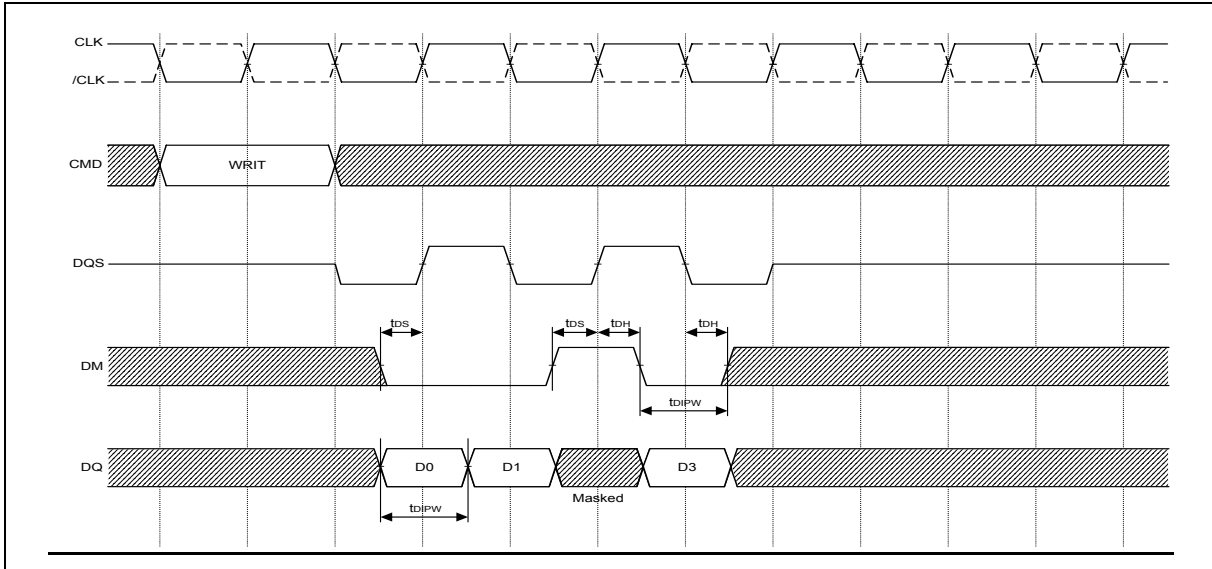 CLK
/CLK
CMD
WRIT
DQS
tDS
tDS
tDH
tDH
DM
tDIPW
DQ
D0
D1
D3
Masked
tDIPW